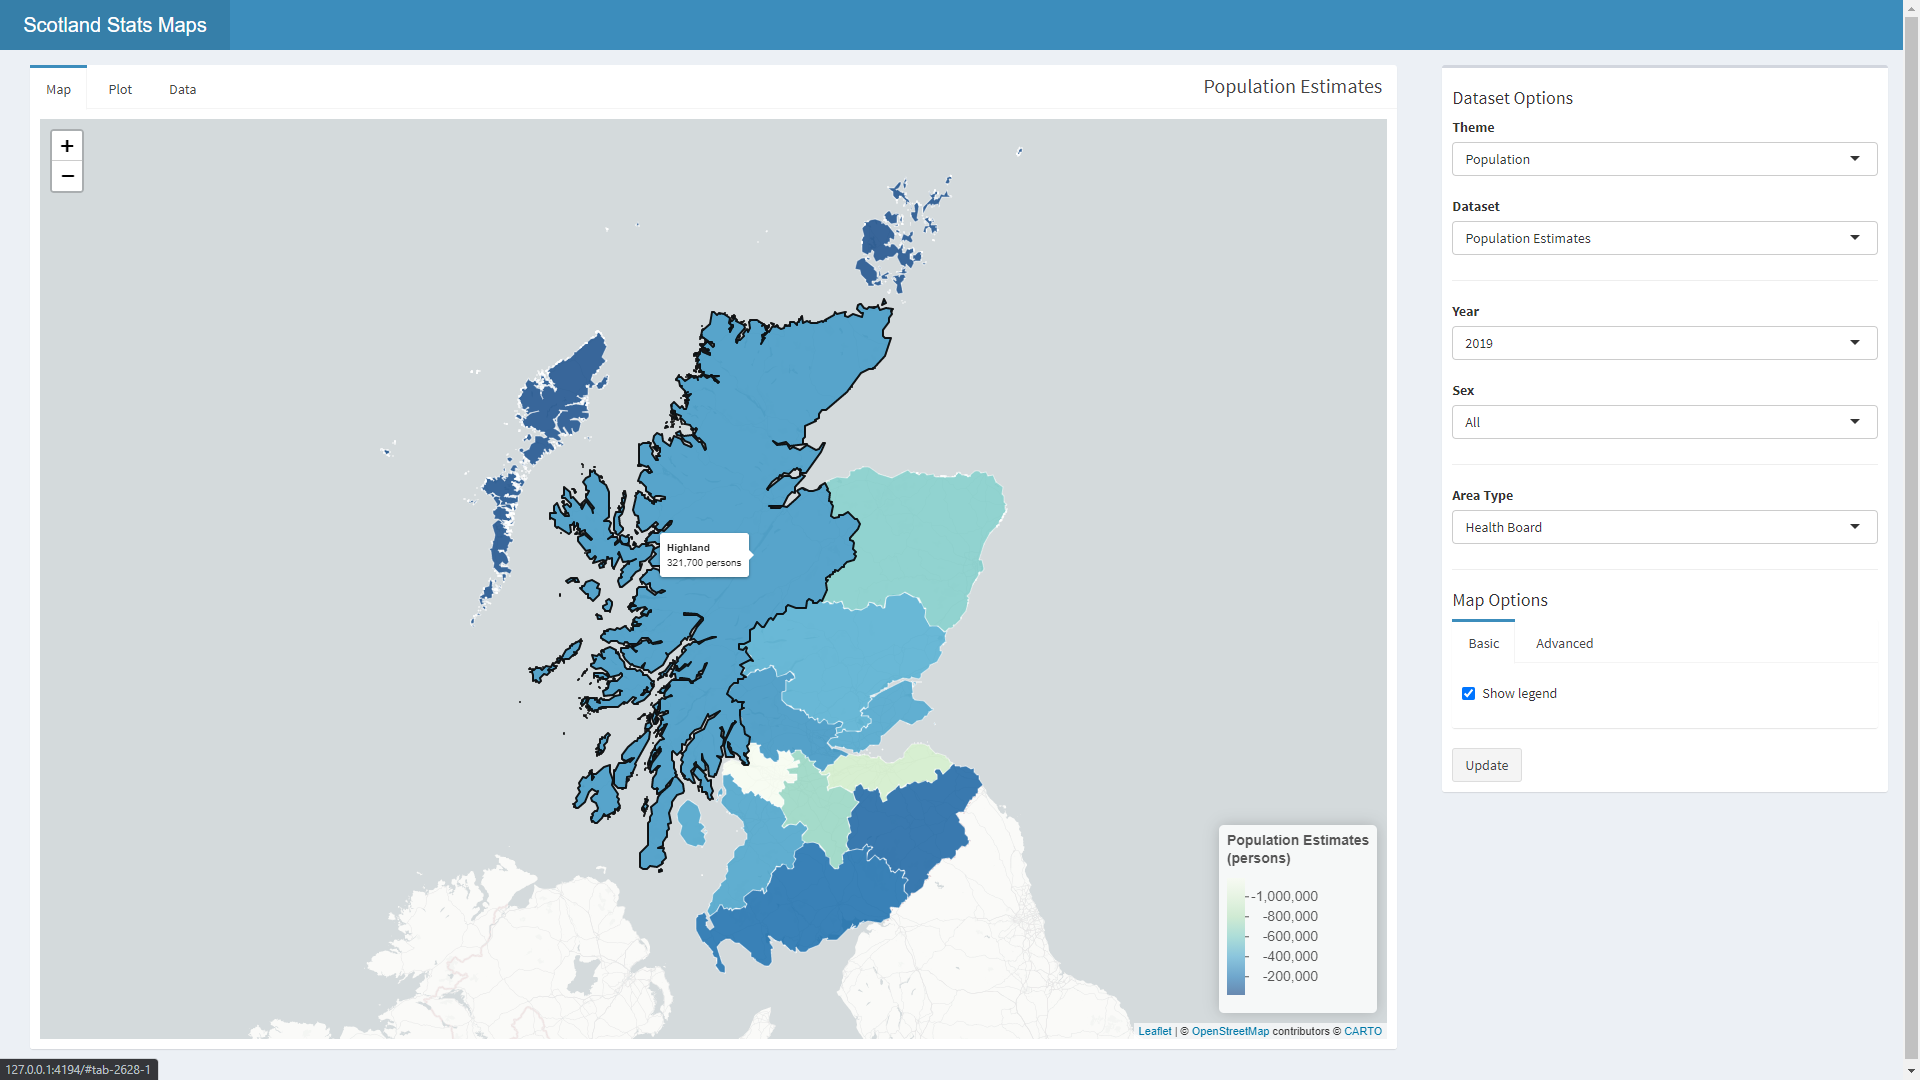 Scotland Stats Maps
Map Plot Data
Population Estimates
+
−
Highland
321,700 persons
Population Estimates
(persons)
-1,000,000
-800,000
-600,000
-400,000
-200,000
Leaflet | © OpenStreetMap contributors © CARTO
Dataset Options
Theme
Population
Dataset
Population Estimates
Year
2019
Sex
All
Area Type
Health Board
Map Options
Basic Advanced
Show legend
Update
127.0.0.1:4194/#tab-2628-1